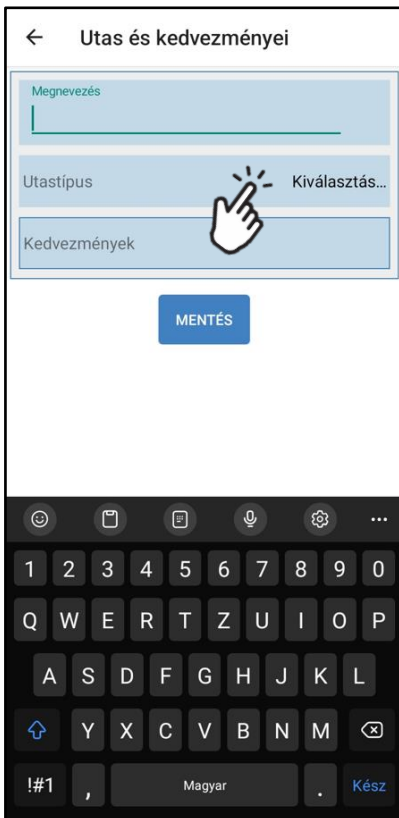 Utas és kedvezményei
Megnevezés
Utastípus Kiválasztás...
Kedvezmények
MENTÉS
1 2 3 4 5 6 7 8 9 0
Q W E R T Z U I O P
A S D F G H J K L
Y X C V B N M
!#1 , Magyar . Kész